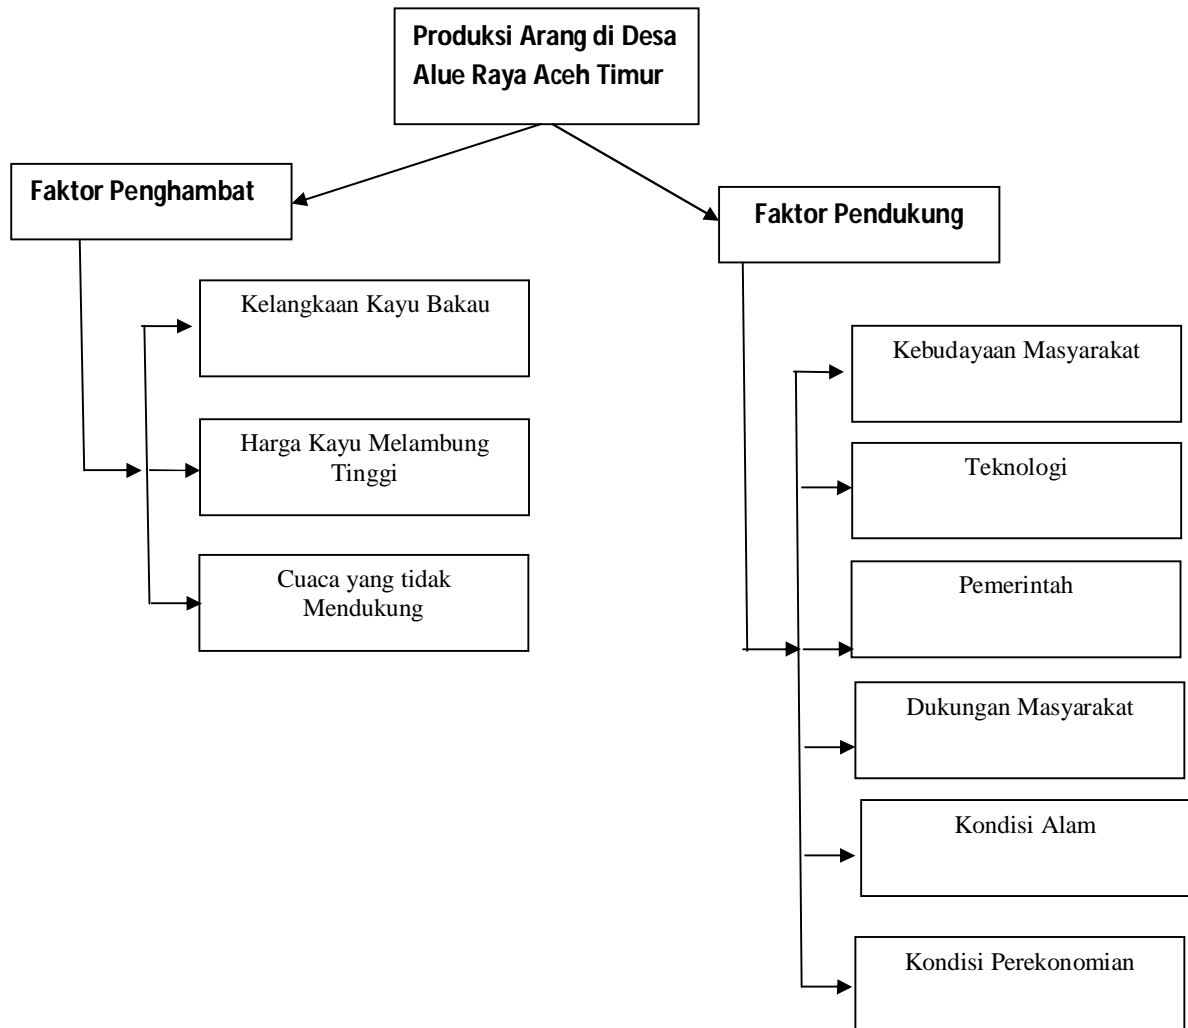 Produksi Arang di Desa
Alue Raya Aceh Timur
Faktor Penghambat
Faktor Pendukung
Kelangkaan Kayu Bakau
Harga Kayu Melambung
Tinggi
Cuaca yang tidak
Mendukung
Kebudayaan Masyarakat
Teknologi
Pemerintah
Dukungan Masyarakat
Kondisi Alam
Kondisi Perekonomian